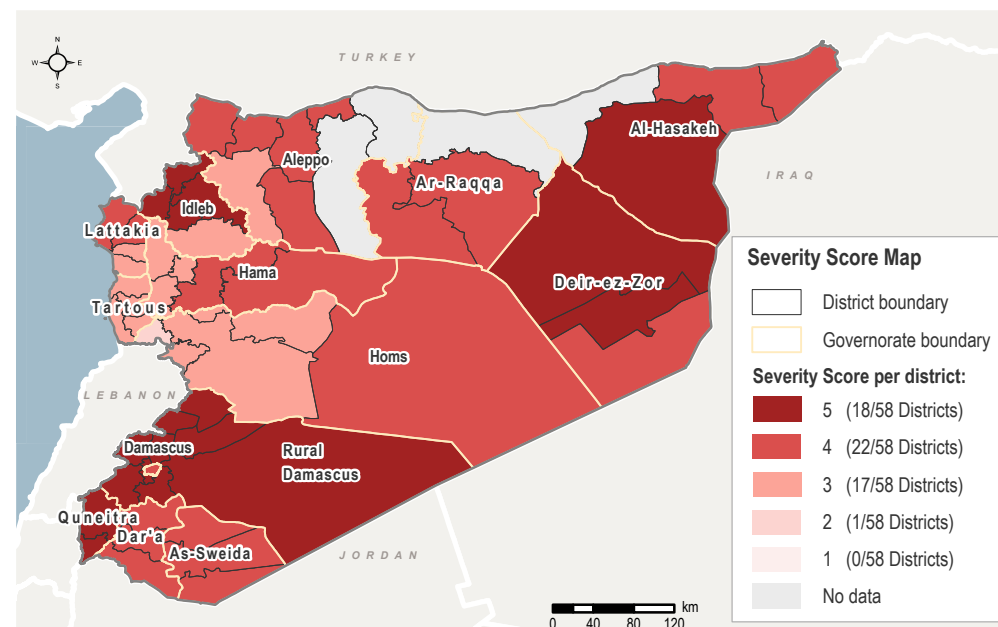 N
W E
S
TURKEY
Al-Hasakeh
Aleppo
IRAQ
Ar-Raqqa
Idleb
Lattakia
Hama
Deir-ez-Zor
Tartous
Homs
LEBANON
Damascus
Rural
Damascus
Quneitra
Dar'a
As-Sweida
JORDAN
km
0 40 80 120
Severity Score Map
District boundary
Governorate boundary
Severity Score per district:
5 (18/58 Districts)
4 (22/58 Districts)
3 (17/58 Districts)
2 (1/58 Districts)
1 (0/58 Districts)
No data